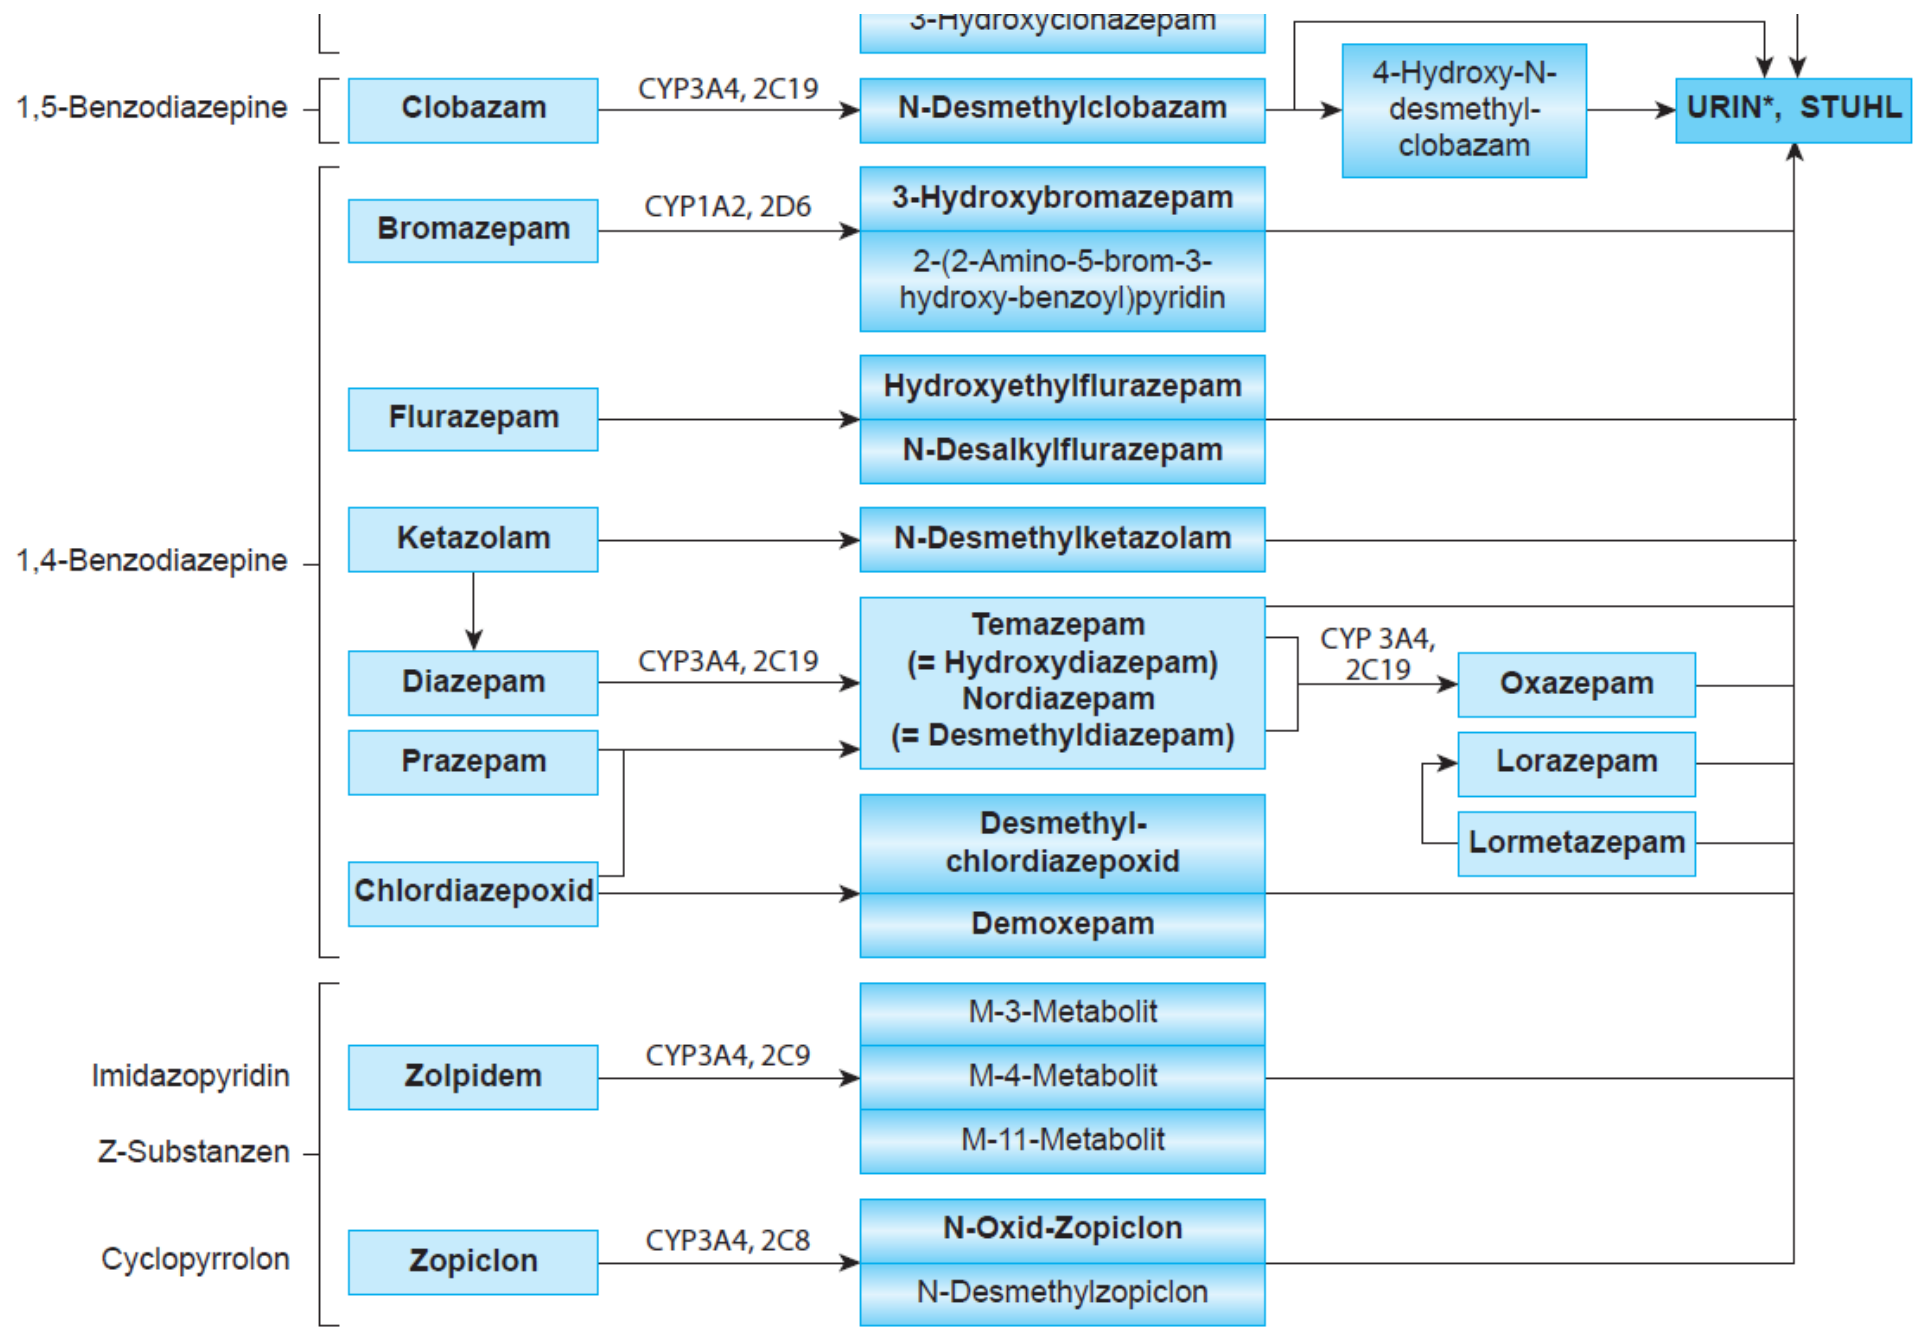 3-Hydroxyclonazepam
1,5-Benzodiazepine
Clobazam
CYP3A4, 2C19
N-Desmethylclobazam
4-Hydroxy-N-
desmethyl-
clobazam
URIN*, STUHL
1,4-Benzodiazepine
Bromazepam
CYP1A2, 2D6
3-Hydroxybromazepam
2-(2-Amino-5-brom-3-
hydroxy-benzoyl)pyridin
Flurazepam
Hydroxyethylflurazepam
N-Desalkylflurazepam
Ketazolam
N-Desmethylketazolam
Diazepam
CYP3A4, 2C19
Temazepam
(= Hydroxydiazepam)
Nordiazepam
(= Desmethyldiazepam)
CYP 3A4,
2C19
Oxazepam
Prazepam
Lorazepam
Lormetazepam
Chlordiazepoxid
Desmethyl-
chlordiazepoxid
Demoxepam
Imidazopyridin
Z-Substanzen
Cyclopyrrolon
Zolpidem
CYP3A4, 2C9
M-3-Metabolit
M-4-Metabolit
M-11-Metabolit
Zopiclon
CYP3A4, 2C8
N-Oxid-Zopiclon
N-Desmethylzopiclon